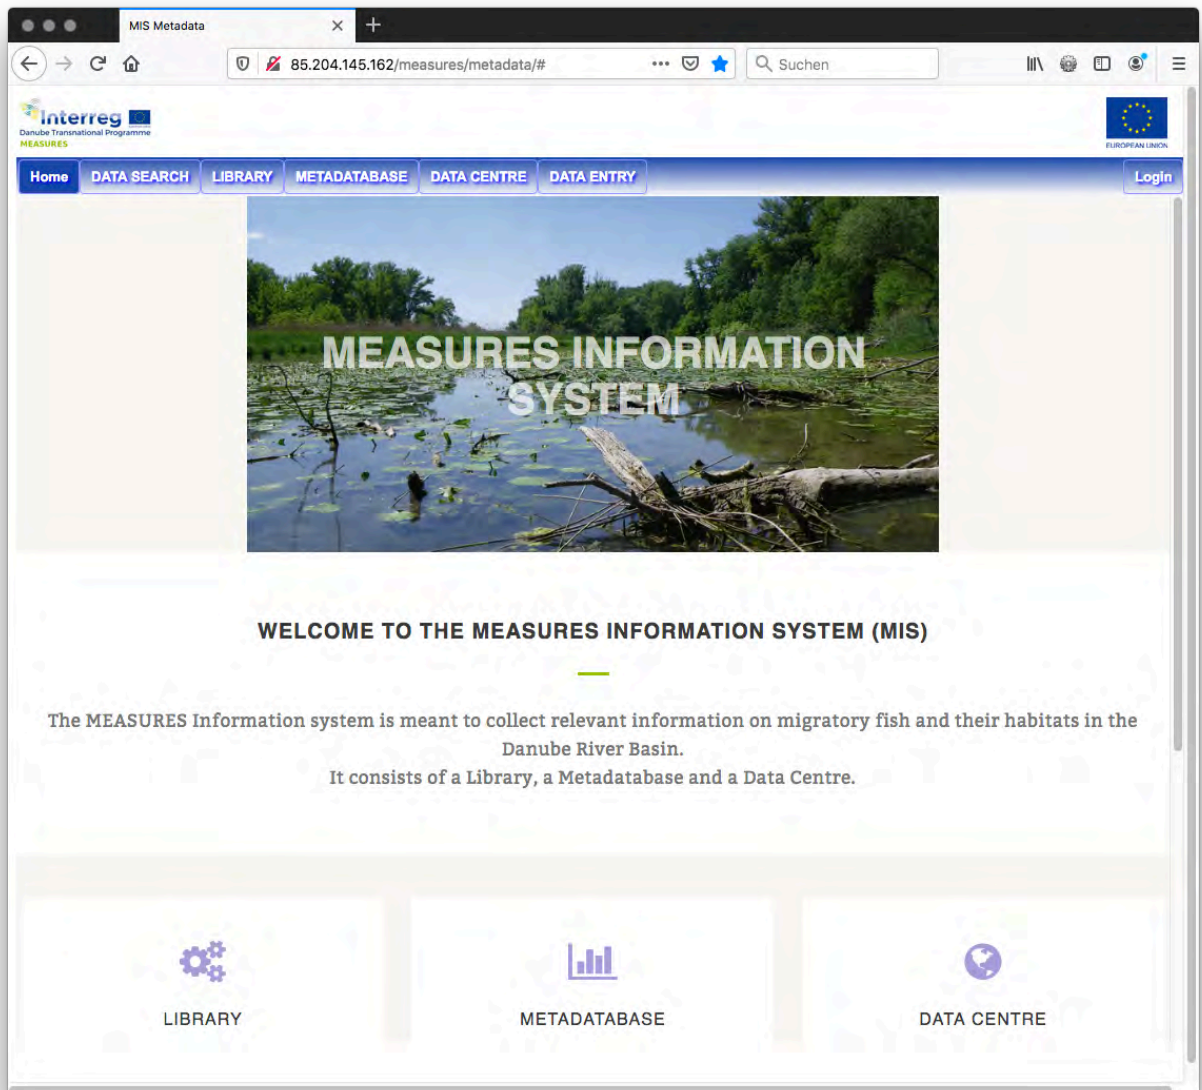 MIS Metadata
85.204.145.162/measures/metadata/#
Suchen
Interreg
Danube Transnational Programme
MEASURES
EUROPEAN UNION
Home DATA SEARCH LIBRARY METADATABASE DATA CENTRE DATA ENTRY Login
MEASURES INFORMATION
SYSTEM
WELCOME TO THE MEASURES INFORMATION SYSTEM (MIS)
The MEASURES Information system is meant to collect relevant information on migratory fish and their habitats in the
Danube River Basin.
It consists of a Library, a Metadatabase and a Data Centre.
LIBRARY METADATABASE DATA CENTRE